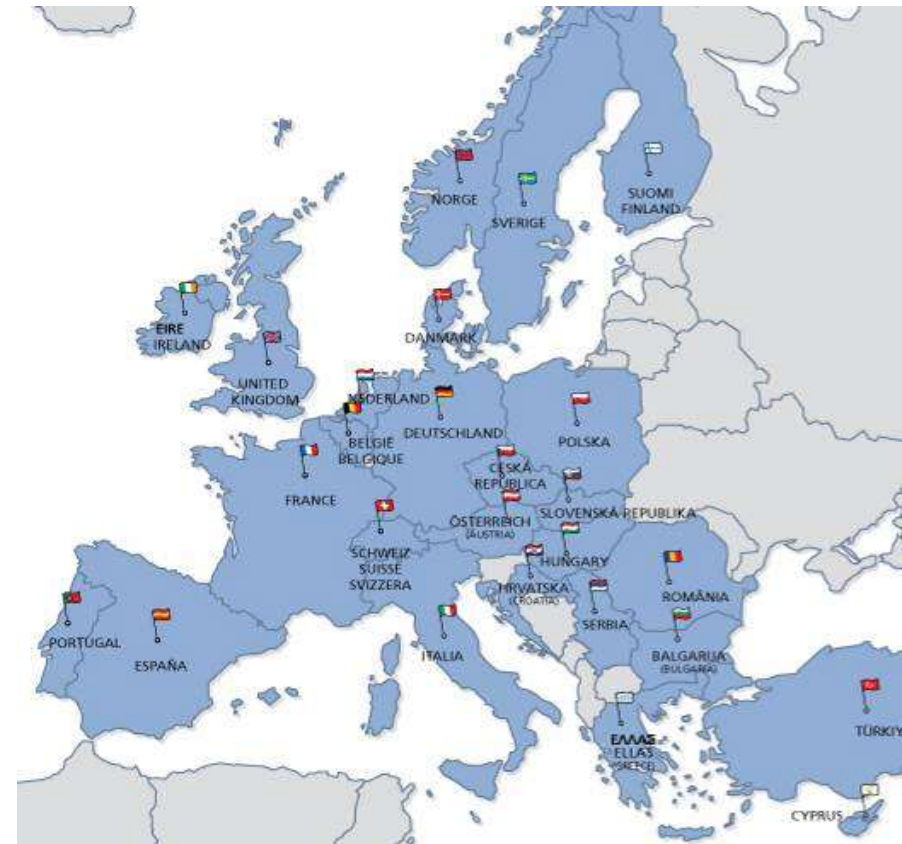 NORGE
SVERIGE
SUOMI
FINLAND
EIRE
IRELAND
UNITED
KINGDOM
DANMARK
NEDERLAND
BELGIË
BELGIQUE
DEUTSCHLAND
POLSKA
FRANCE
ČESKÁ
REPUBLICA
SLOVENSKÁ REPUBLIKA
ÖSTERREICH
(AUSTRIA)
SCHWEIZ
SUISSE
SVIZZERA
HUNGARY
HRVATSKA
(CROATIA)
ROMÂNIA
SERBIA
PORTUGAL
ESPAÑA
ITALIA
BALGARIJA
(BULGARIA)
ΕΛΛΑΣ
ELLAS
(GREECE)
TÜRKIY
CYPRUS